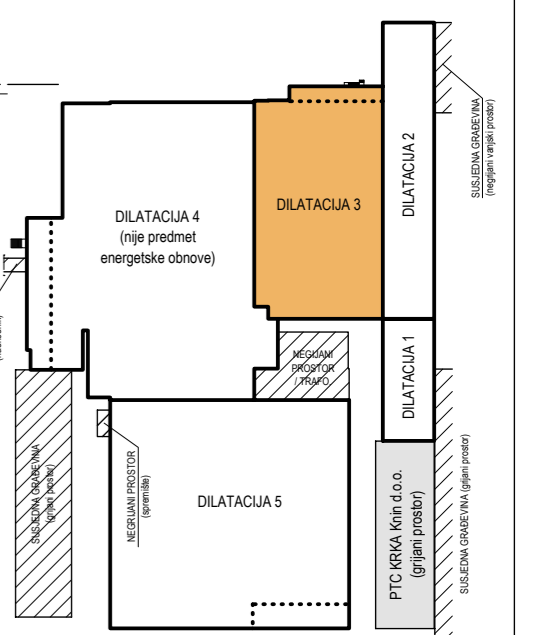 SUSJEDNA GRAĐEVINA
(negrijani vanjski prostor)
DILATACIJA 2
DILATACIJA 3
DILATACIJA 4
(nije predmet
energetske obnove)
NEGIJANI
PROSTOR
/ TRAFO
DILATACIJA 1
SUSJEDNA GRAĐEVINA
(grijani prostor)
NEGRIJANI PROSTOR
(spremište)
DILATACIJA 5
PTC KRKA Knin d.o.o.
(grijani prostor)
SUSJEDNA GRAĐEVINA (grijani prostor)